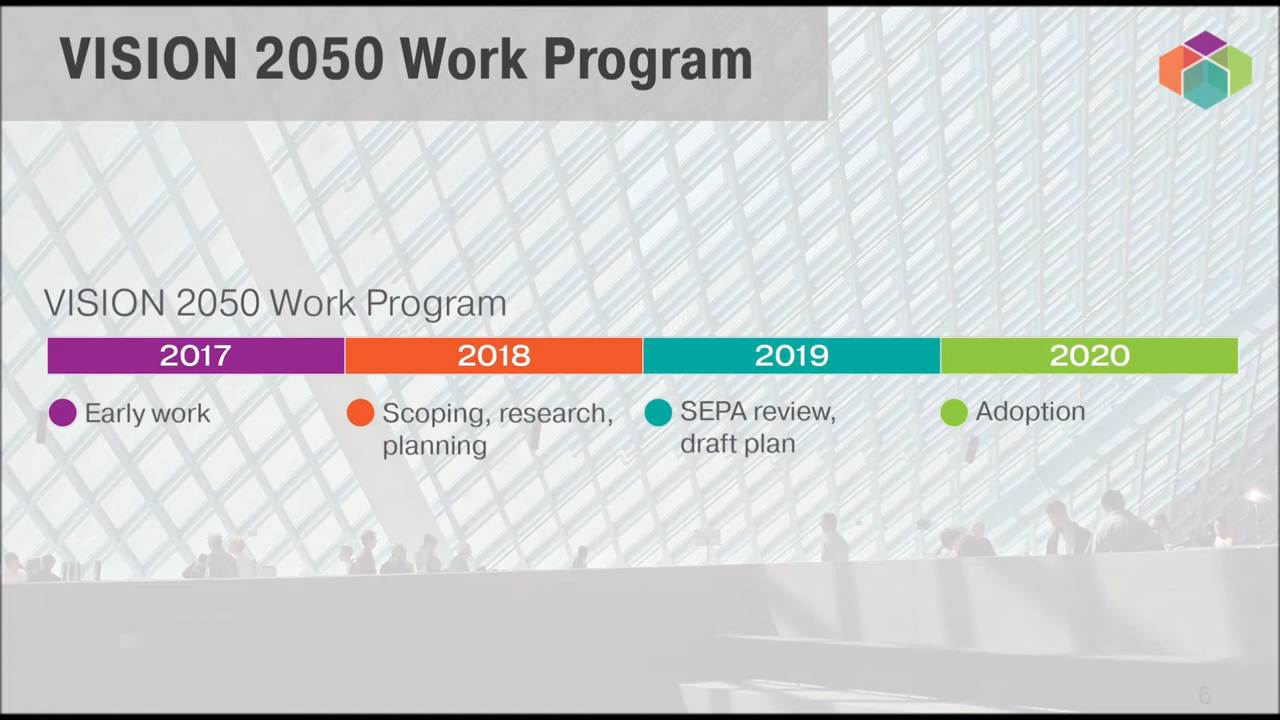 VISION 2050 Work Program
VISION 2050 Work Program
2017 2018 2019 2020
Early work
Scoping, research,
planning
SEPA review,
draft plan
Adoption
6